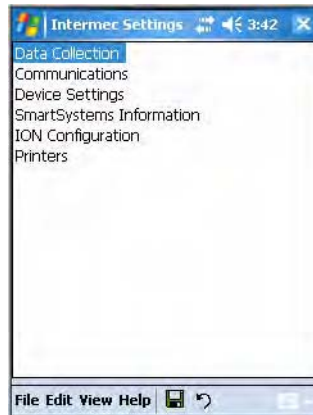 Intermec Settings 3:42
Data Collection
Communications
Device Settings
SmartSystems Information
ION Configuration
Printers
File Edit View Help